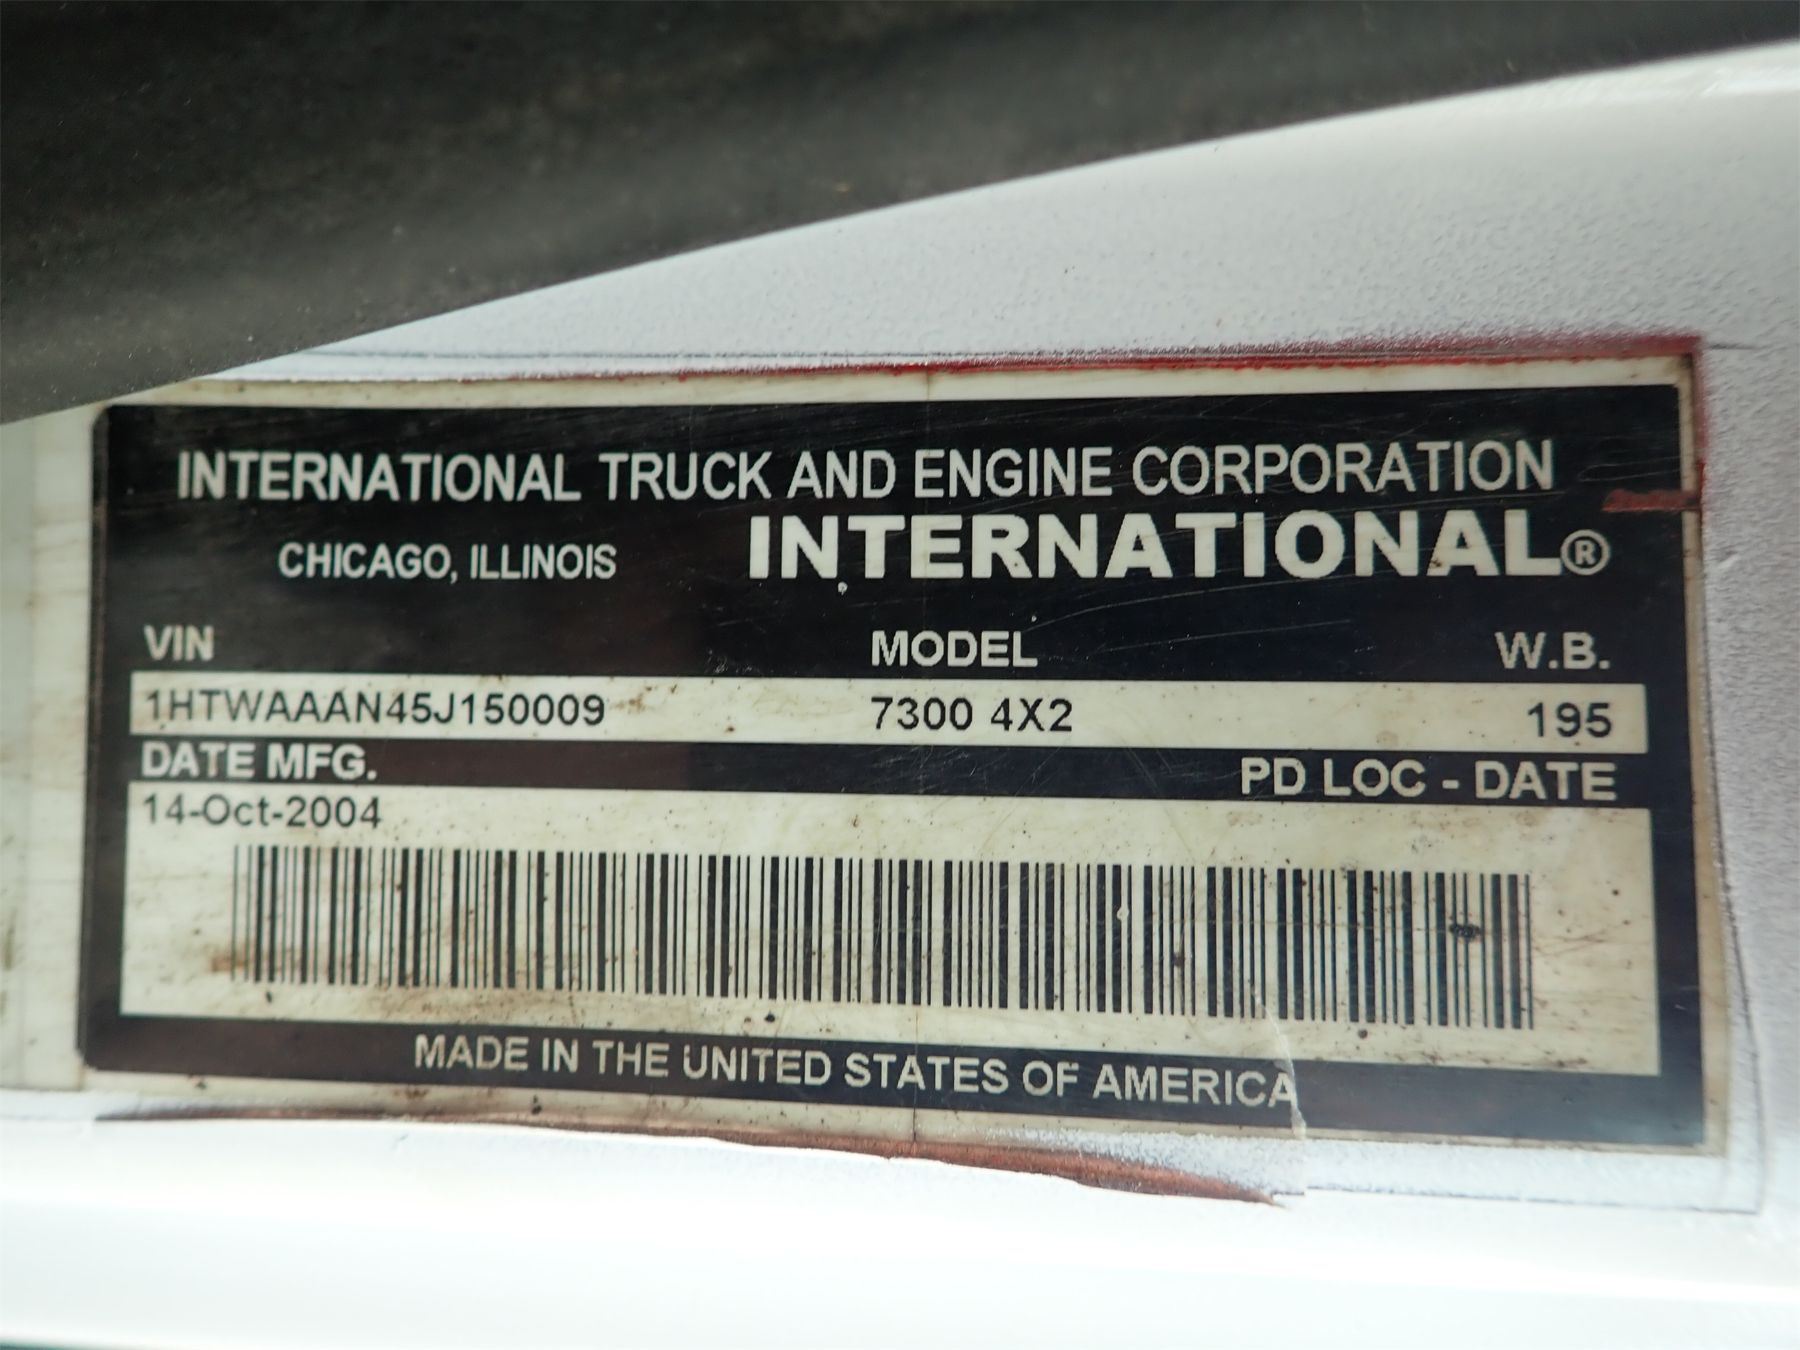 INTERNATIONAL TRUCK AND ENGINE CORPORATION
CHICAGO, ILLINOIS INTERNATIONAL®
VIN MODEL W.B.
1HTWAAAN45J150009 7300 4X2 195
DATE MFG. PD LOC - DATE
14-Oct-2004
MADE IN THE UNITED STATES OF AMERICA